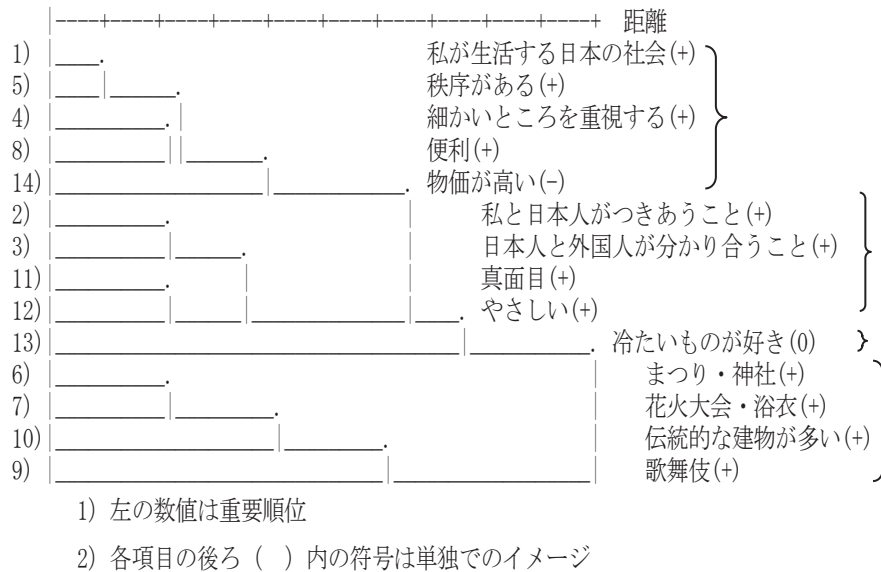 距離
1) 私が生活する日本の社会(+)
5) 秩序がある(+)
4) 細かいところを重視する(+)
8) 便利(+)
14) 物価が高い(-)
2) 私と日本人がつきあうこと(+)
3) 日本人と外国人が分かり合うこと(+)
11) 真面目(+)
12) やさしい(+)
13) 冷たいものが好き(0)
6) まつり・神社(+)
7) 花火大会・浴衣(+)
10) 伝統的な建物が多い(+)
9) 歌舞伎(+)
1) 左の数値は重要順位
2) 各項目の後ろ ( ) 内の符号は単独でのイメージ